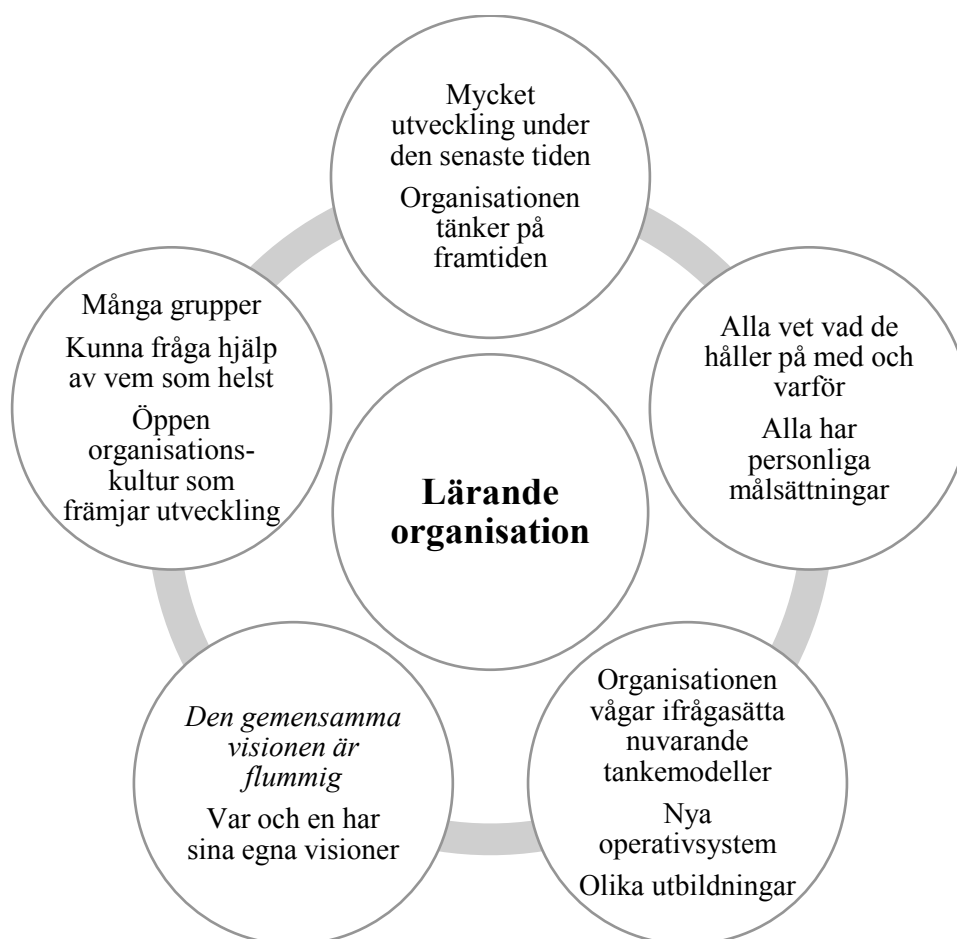 Mycket
utveckling under
den senaste tiden
Organisationen
tänker på
framtiden
Alla vet vad de
håller på med och
varför
Alla har
personliga
målsättningar
Organisationen
vågar ifrågasätta
nuvarande
tankemodeller
Nya
operativsystem
Olika utbildningar
Den gemensamma
visionen är
flummig
Var och en har
sina egna visioner
Många grupper
Kunna fråga hjälp
av vem som helst
Öppen
organisations-
kultur som
främjar utveckling
Lärande
organisation